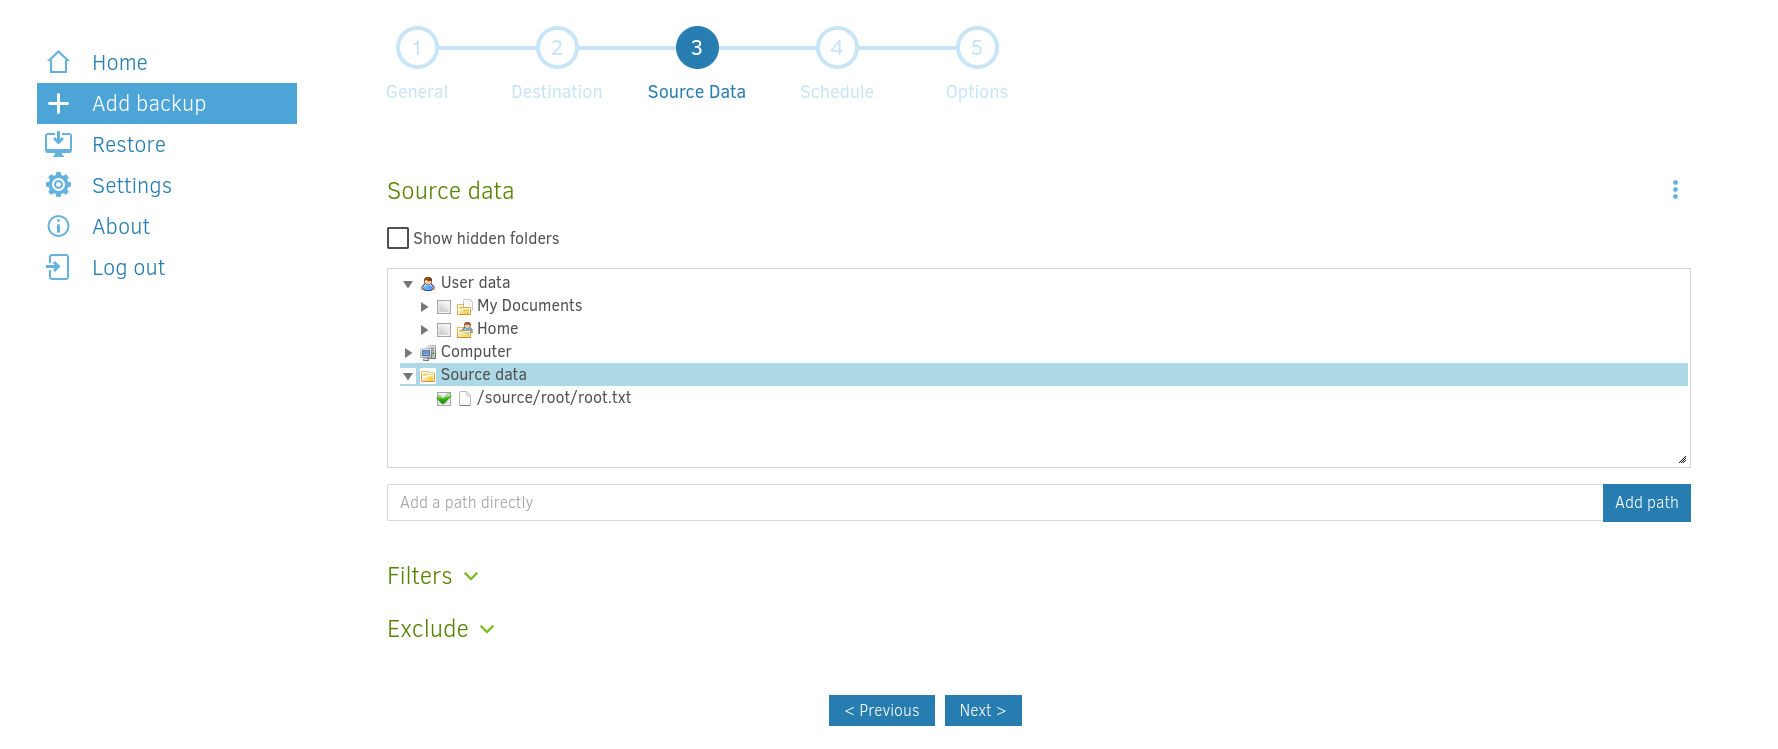 Home
Add backup
Restore
Settings
About
Log out
1 2 3 4 5
General Destination Source Data Schedule Options
Source data
Show hidden folders
User data
My Documents
Home
Computer
Source data
/source/root/root.txt
Add a path directly Add path
Filters
Exclude
< Previous Next >